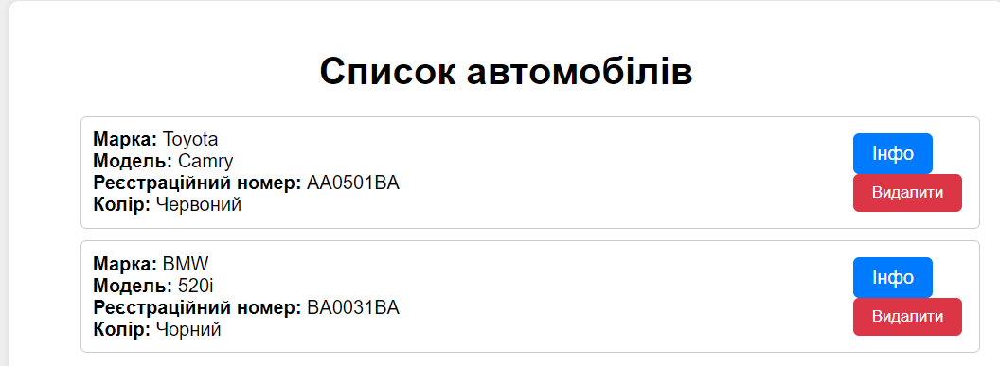 Список автомобілів
Марка: Toyota
Модель: Camry
Реєстраційний номер: AA0501BA
Колір: Червоний
Інфо
Видалити
Марка: BMW
Модель: 520i
Реєстраційний номер: BA0031BA
Колір: Чорний
Інфо
Видалити